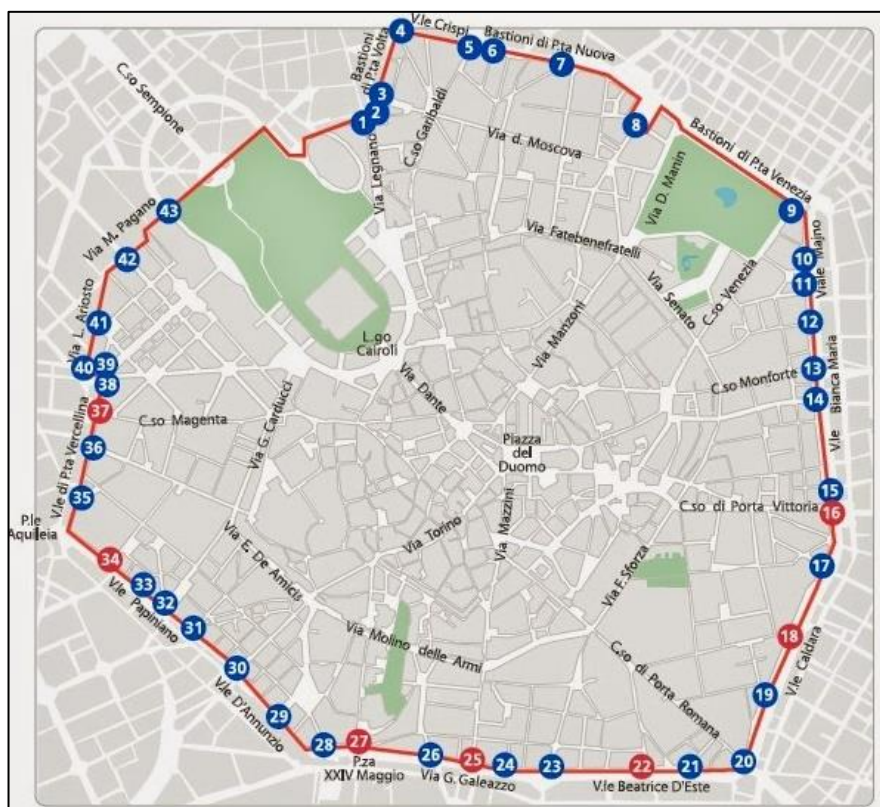 V.le Crispi
Bastioni di P.ta Nuova
Bastioni
di P.ta Volta
4
5
6
7
3
2
1
8
C.so Sempione
C.so Garibaldi
Via Legnano
Via d. Moscova
Bastioni di P.ta Venezia
Via D. Manin
Via M. Pagano
43
42
9
Via Fatebenefratelli
Via Senato
C.so Venezia
Viale Majno
10
11
12
Via L. Ariosto
41
L.go
Cairoli
Via Manzoni
40
39
38
37
36
35
Via Dante
C.so Monforte
13
14
V.le Bianca Maria
C.so Magenta
Via G. Carducci
V.le di P.ta Vercellina
Piazza
del
Duomo
15
C.so di Porta Vittoria
16
P.le
Aquileia
Via Torino
Via Mazzini
Via E. De Amicis
Via F. Sforza
17
34
33
32
31
30
29
V.le Papiniano
Via Molino delle Armi
18
V.le Caldara
C.so di Porta Romana
19
V.le D'Annunzio
28
27
26
25
24
23
22
21
20
P.za
XXIV Maggio
Via G. Galeazzo
V.le Beatrice D'Este